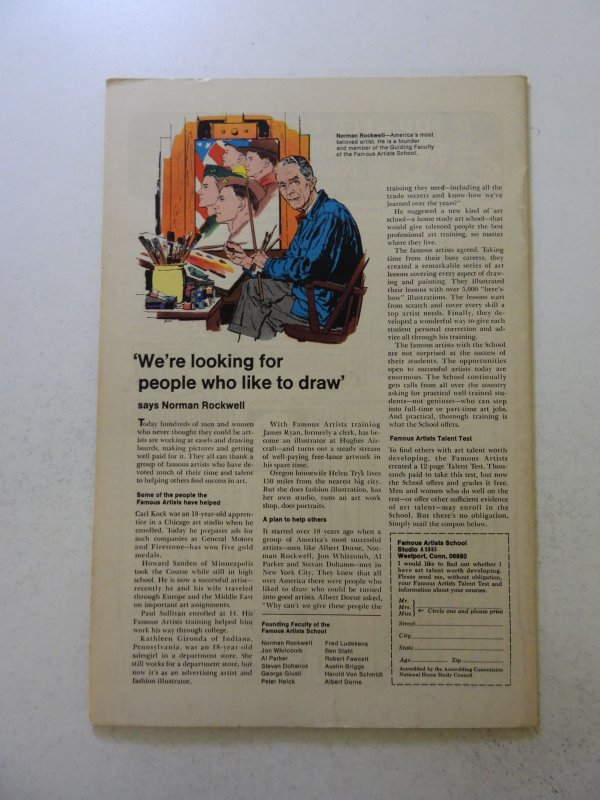 Norman Rockwell—America's most
beloved artist. He is a founder
and member of the Guiding Faculty
of the Famous Artists School.
'We're looking for
people who like to draw'
says Norman Rockwell
Today hundreds of men and women
who never thought they could be art-
ists are working at easels and drawing
boards, making pictures and getting
well paid for it. They all can thank a
group of famous artists who have de-
voted much of their time and talent
to helping others find success in art.
Some of the people the
Famous Artists have helped
Carl Kock was an 18-year-old appren-
tice in a Chicago art studio when he
enrolled. Today he prepares ads for
such companies as General Motors
and Firestone—has won five gold
medals.
Howard Sanden of Minneapolis
took the Course while still in high
school. He is now a successful artist—
recently he and his wife traveled
through Europe and the Middle East
on important art assignments.
Paul Sullivan enrolled at 14. His
Famous Artists training helped him
work his way through college.
Kathleen Gironda of Indiana,
Pennsylvania, was an 18-year-old
salesgirl in a department store. She
still works for a department store, but
now it's as an advertising artist and
fashion illustrator.
With Famous Artists training
James Ryan, formerly a clerk, has be-
come an illustrator at Hughes Air-
craft—and turns out a steady stream
of well-paying free-lance artwork in
his spare time.
Oregon housewife Helen Tryk lives
150 miles from the nearest big city.
But she does fashion illustration, has
her own studio, runs an art work
shop, does portraits.
A plan to help others
It started over 18 years ago when a
group of America's most successful
artists—men like Albert Dorne, Nor-
man Rockwell, Jon Whitcomb, Al
Parker and Stevan Dohanos—met in
New York City. They knew that all
over America there were people who
liked to draw who could be turned
into good artists. Albert Dorne asked,
"Why can't we give these people the
Founding Faculty of the
Famous Artists School
Norman Rockwell
Jon Whitcomb
Al Parker
Stevan Dohanos
George Giusti
Peter Helck
Fred Ludekens
Ben Stahl
Robert Fawcett
Austin Briggs
Harold Von Schmidt
Albert Dorne
training they need—including all the
trade secrets and know-how we've
learned over the years?"
He suggested a new kind of art
school—a home study art school—that
would give talented people the best
professional art training, no matter
where they live.
The famous artists agreed. Taking
time from their busy careers, they
created a remarkable series of art
lessons covering every aspect of draw-
ing and painting. They illustrated
their lessons with over 5,000 "here's-
how" illustrations. The lessons start
from scratch and cover every skill a
top artist needs. Finally, they de-
veloped a wonderful way to give each
student personal correction and ad-
vice all through his training.
The famous artists with the School
are not surprised at the success of
their students. The opportunities
open to successful artists today are
enormous. The School continually
gets calls from all over the country
asking for practical well-trained stu-
dents—not geniuses—who can step
into full-time or part-time art jobs.
And practical, thorough training is
what the School offers.
Famous Artists Talent Test
To find others with art talent worth
developing, the Famous Artists
created a 12-page Talent Test. Thou-
sands paid to take this test, but now
the School offers and grades it free.
Men and women who do well on the
test—or offer other sufficient evidence
of art talent—may enroll in the
School. But there's no obligation.
Simply mail the coupon below.
Famous Artists School
Studio
Westport, Conn. 06880
I would like to find out whether I
have art talent worth developing.
Please send me, without obligation,
your Famous Artists Talent Test and
information about your courses.
Mr.
Mrs.
Miss
← Circle one and please print
Street
City
State
Age Zip
Accredited by the Accrediting Commission
National Home Study Council